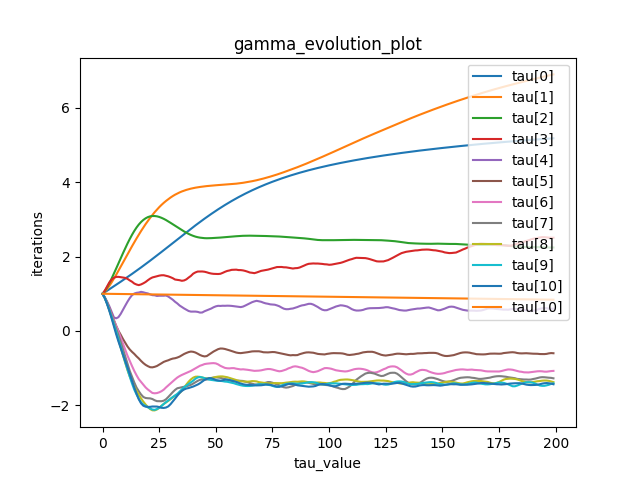 gamma_evolution_plot
iterations
6
4
2
0
−2
tau[0]
tau[1]
tau[2]
tau[3]
tau[4]
tau[5]
tau[6]
tau[7]
tau[8]
tau[9]
tau[10]
tau[10]
0 25 50 75 100 125 150 175 200
tau_value